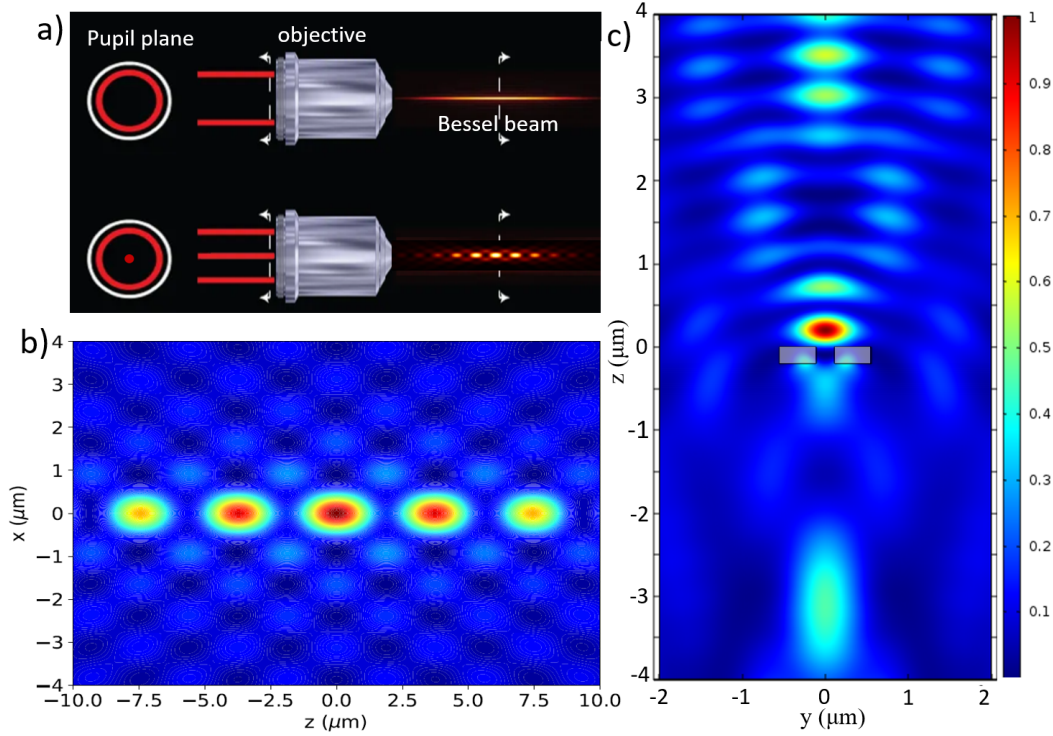 a)
Pupil plane
objective
Bessel beam
b)
4
3
2
1
0
−1
−2
−3
−4
x (μm)
−10.0 −7.5 −5.0 −2.5 0.0 2.5 5.0 7.5 10.0
z (μm)
c)
4
3
2
1
0
-1
-2
-3
-4
z (μm)
-2 -1 0 1 2
y (μm)
1
0.9
0.8
0.7
0.6
0.5
0.4
0.3
0.2
0.1